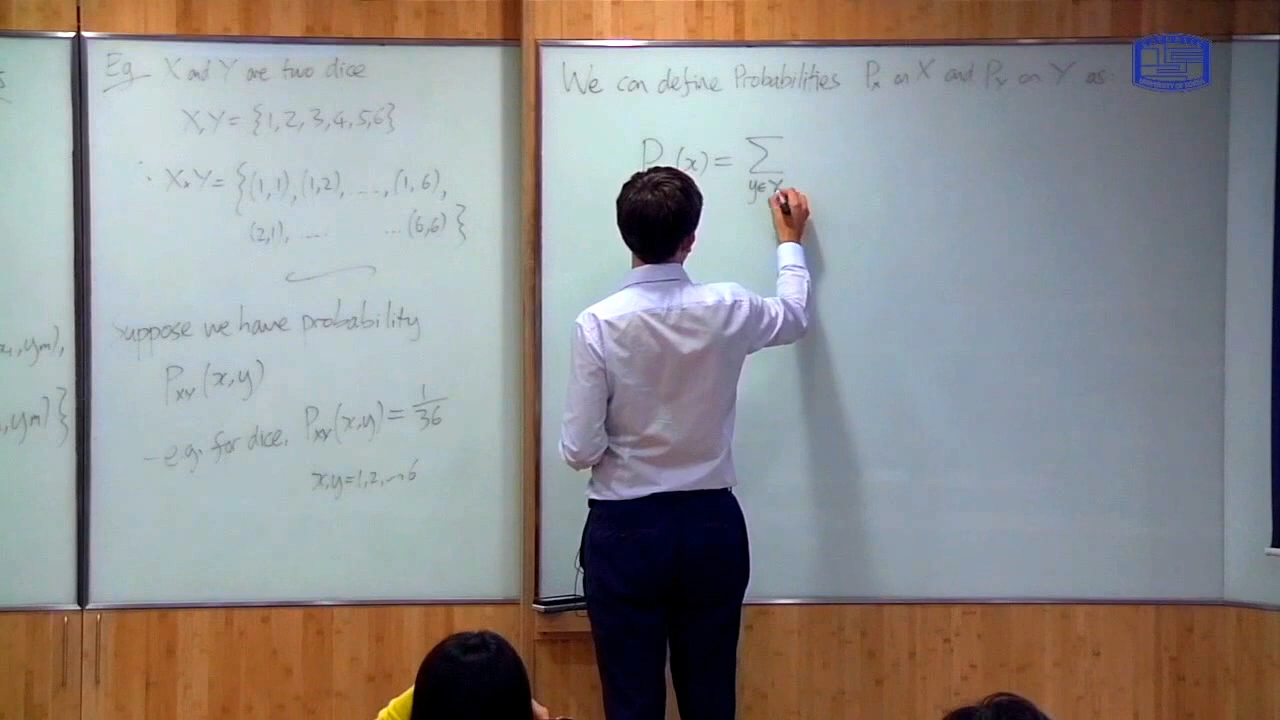 Eg X and Y are two dice
X, Y = {1, 2, 3, 4, 5, 6}
X×Y = {(1,1), (1,2), ...., (1,6),
(2,1), .... ... (6,6)}
Suppose we have probability
P_XY(x,y)
- e.g. for dice, P_XY(x,y) = 1/36
x,y = 1,2,...6
,ym),
,ym)}
We can define Probabilities P_X on X and P_Y on Y as:
P (x) = Σ
y∈Y